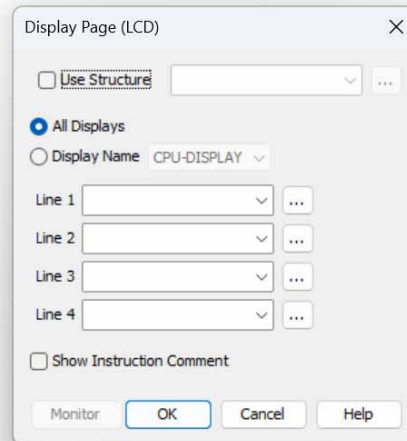 Display Page (LCD)
Use Structure ...
All Displays
Display Name CPU-DISPLAY
Line 1 ...
Line 2 ...
Line 3 ...
Line 4 ...
Show Instruction Comment
Monitor OK Cancel Help